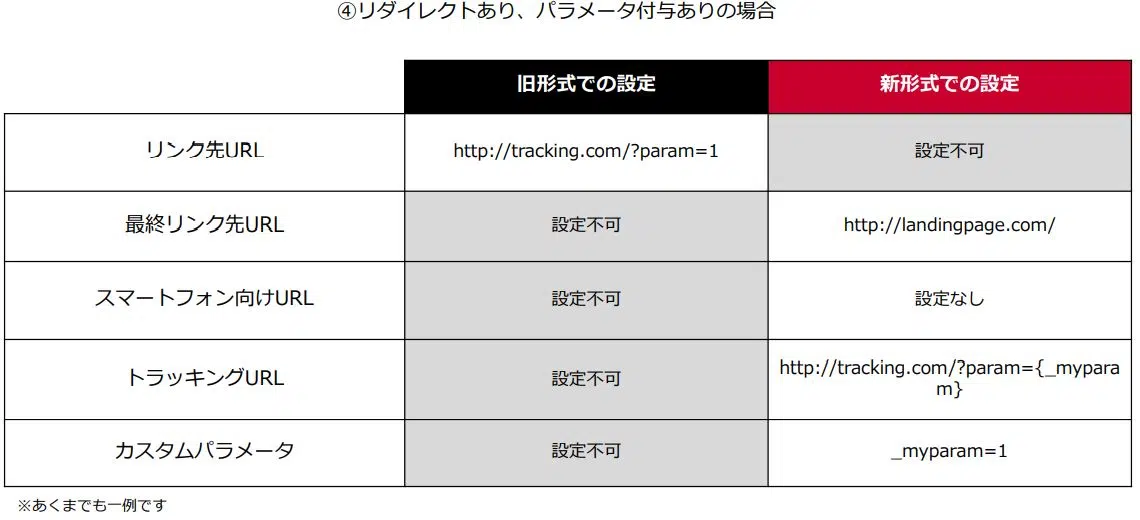 ④リダイレクトあり、パラメータ付与ありの場合
旧形式での設定 新形式での設定
リンク先URL http://tracking.com/?param=1 設定不可
最終リンク先URL 設定不可 http://landingpage.com/
スマートフォン向けURL 設定不可 設定なし
トラッキングURL 設定不可 http://tracking.com/?param={_mypara
m}
カスタムパラメータ 設定不可 _myparam=1
※あくまでも一例です